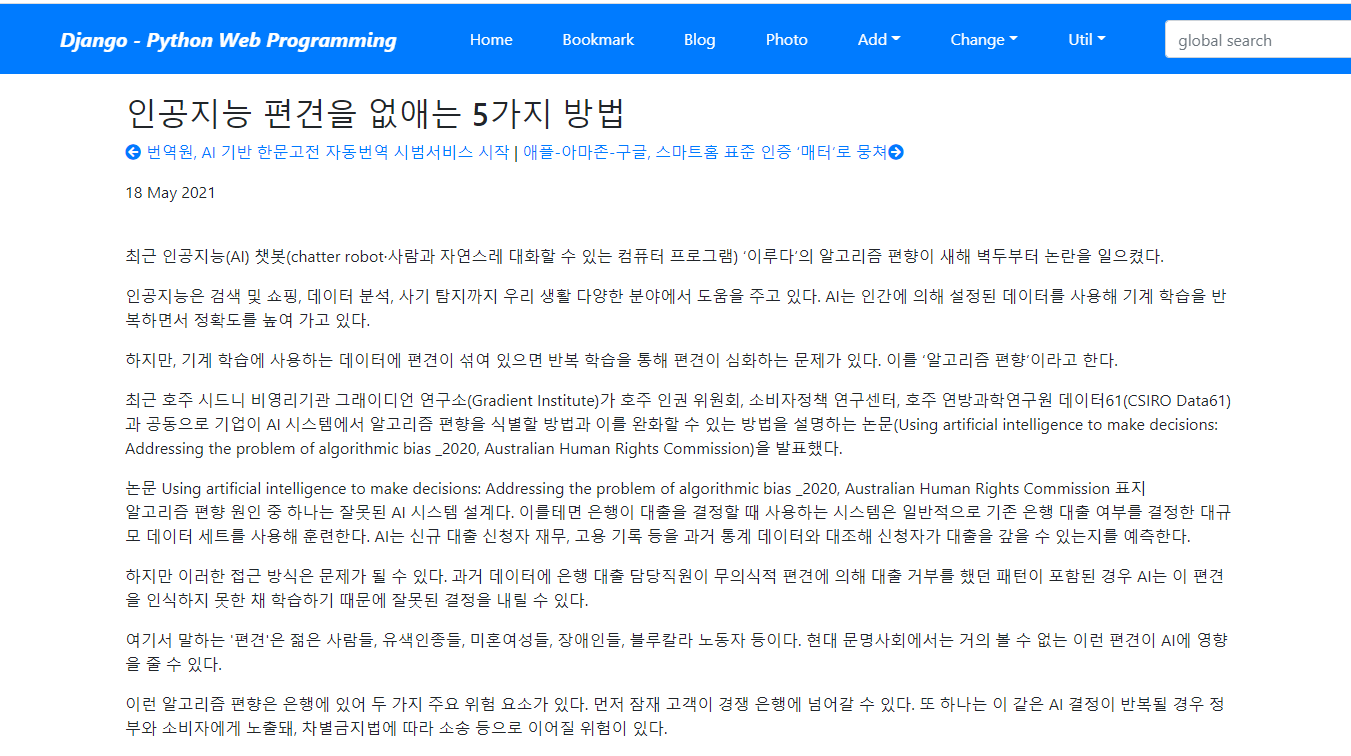 Django - Python Web Programming Home Bookmark Blog Photo Add Change Util global search
인공지능 편견을 없애는 5가지 방법
번역원, AI 기반 한문고전 자동번역 시범서비스 시작 | 애플-아마존-구글, 스마트홈 표준 인증 ‘매터’로 뭉쳐
18 May 2021
최근 인공지능(AI) 챗봇(chatter robot·사람과 자연스레 대화할 수 있는 컴퓨터 프로그램) ‘이루다’의 알고리즘 편향이 새해 벽두부터 논란을 일으켰다.
인공지능은 검색 및 쇼핑, 데이터 분석, 사기 탐지까지 우리 생활 다양한 분야에서 도움을 주고 있다. AI는 인간에 의해 설정된 데이터를 사용해 기계 학습을 반
복하면서 정확도를 높여 가고 있다.
하지만, 기계 학습에 사용하는 데이터에 편견이 섞여 있으면 반복 학습을 통해 편견이 심화하는 문제가 있다. 이를 ‘알고리즘 편향’이라고 한다.
최근 호주 시드니 비영리기관 그래이디언 연구소(Gradient Institute)가 호주 인권 위원회, 소비자정책 연구센터, 호주 연방과학연구원 데이터61(CSIRO Data61)
과 공동으로 기업이 AI 시스템에서 알고리즘 편향을 식별할 방법과 이를 완화할 수 있는 방법을 설명하는 논문(Using artificial intelligence to make decisions:
Addressing the problem of algorithmic bias _2020, Australian Human Rights Commission)을 발표했다.
논문 Using artificial intelligence to make decisions: Addressing the problem of algorithmic bias _2020, Australian Human Rights Commission 표지
알고리즘 편향 원인 중 하나는 잘못된 AI 시스템 설계다. 이를테면 은행이 대출을 결정할 때 사용하는 시스템은 일반적으로 기존 은행 대출 여부를 결정한 대규
모 데이터 세트를 사용해 훈련한다. AI는 신규 대출 신청자 재무, 고용 기록 등을 과거 통계 데이터와 대조해 신청자가 대출을 갚을 수 있는지를 예측한다.
하지만 이러한 접근 방식은 문제가 될 수 있다. 과거 데이터에 은행 대출 담당직원이 무의식적 편견에 의해 대출 거부를 했던 패턴이 포함된 경우 AI는 이 편견
을 인식하지 못한 채 학습하기 때문에 잘못된 결정을 내릴 수 있다.
여기서 말하는 '편견'은 젊은 사람들, 유색인종들, 미혼여성들, 장애인들, 블루칼라 노동자 등이다. 현대 문명사회에서는 거의 볼 수 없는 이런 편견이 AI에 영향
을 줄 수 있다.
이런 알고리즘 편향은 은행에 있어 두 가지 주요 위험 요소가 있다. 먼저 잠재 고객이 경쟁 은행에 넘어갈 수 있다. 또 하나는 이 같은 AI 결정이 반복될 경우 정
부와 소비자에게 노출돼, 차별금지법에 따라 소송 등으로 이어질 위험이 있다.